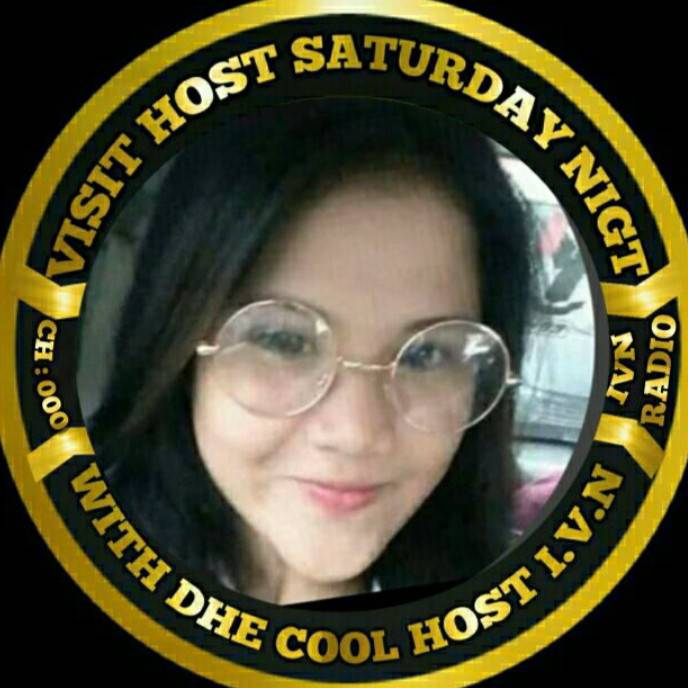 VISIT HOST SATURDAY NIGT
CH : 000
IVN
RADIO
WITH DHE COOL HOST I.V.N